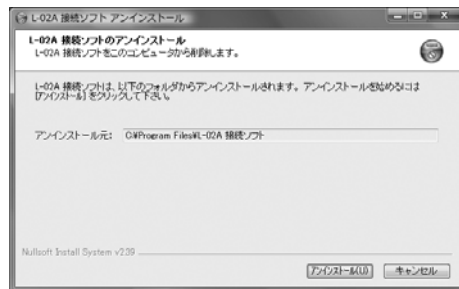 L-02A 接続ソフト アンインストール
L-02A 接続ソフトのアンインストール
L-02A 接続ソフトをこのコンピュータから削除します。
L-02A 接続ソフトは、以下のフォルダからアンインストールされます。アンインストールを始めるには
[アンインストール] をクリックして下さい。
アンインストール元: C:¥Program Files¥L-02A 接続ソフト
Nullsoft Install System v2.39
アンインストール(U) キャンセル